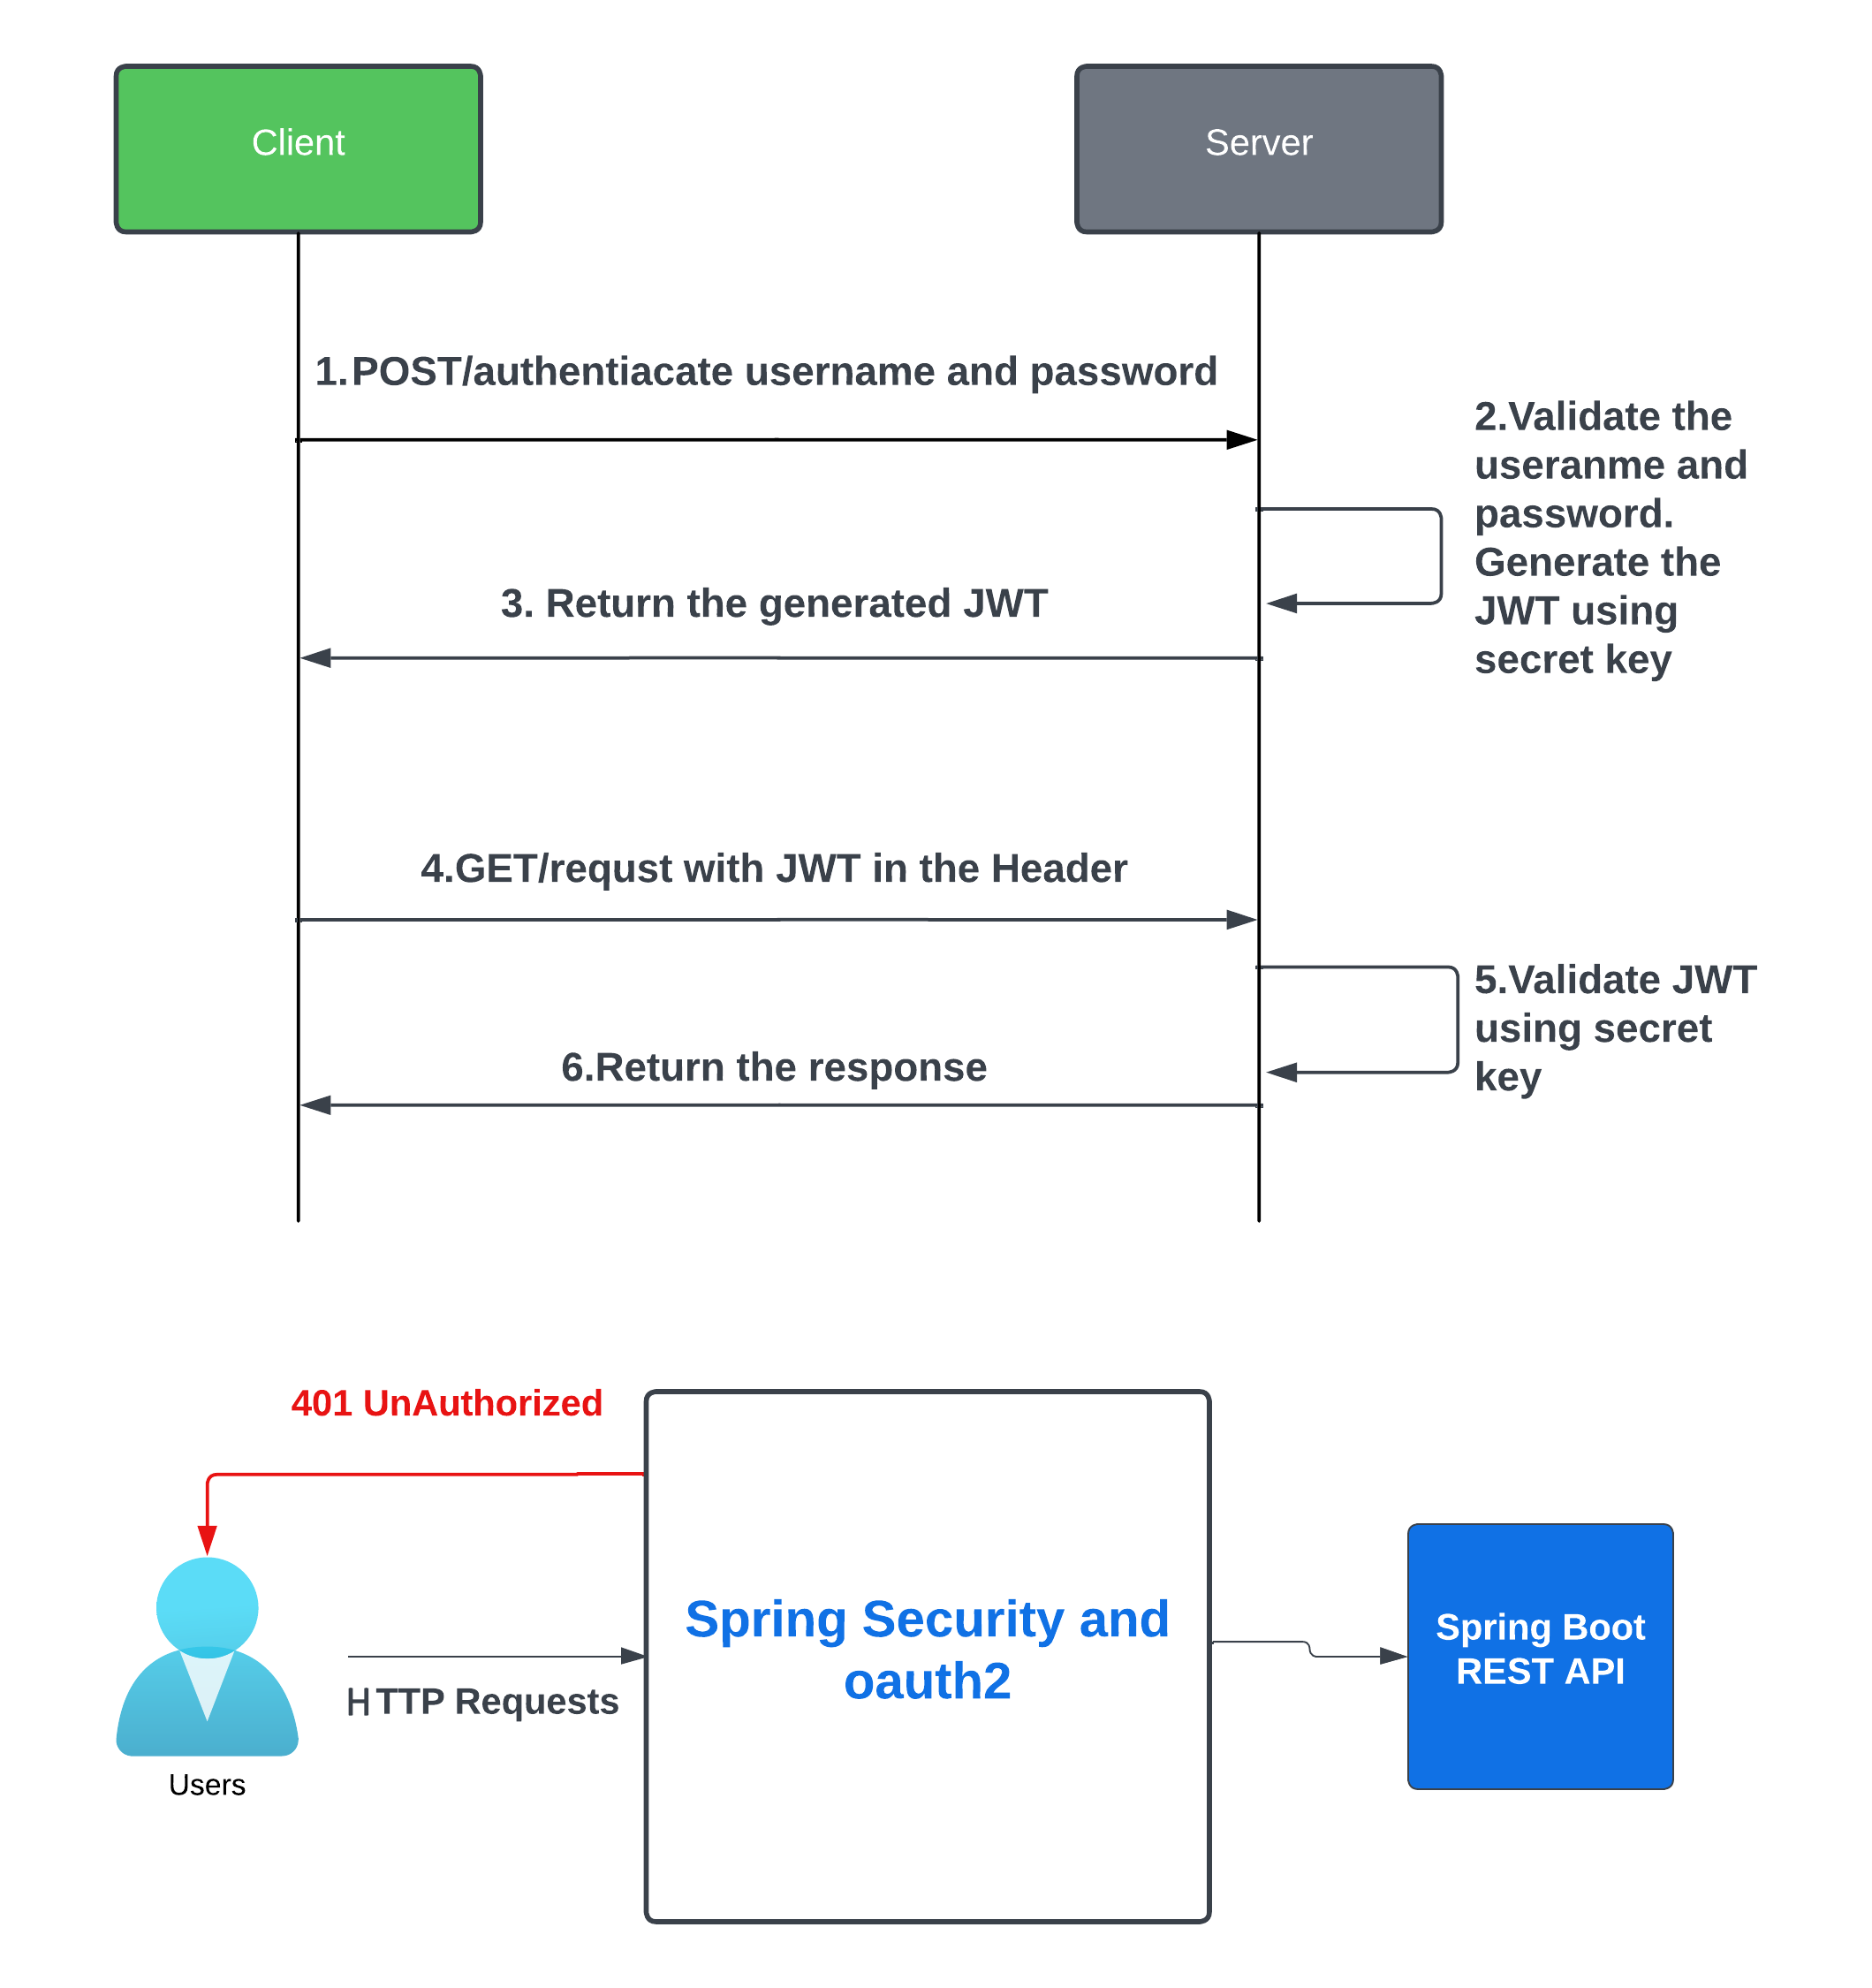 Client
Server
1.POST/authentiacate username and password
2.Validate the
useranme and
password.
Generate the
JWT using
secret key
3. Return the generated JWT
4.GET/requst with JWT in the Header
5.Validate JWT
using secret
key
6.Return the response
401 UnAuthorized
Spring Security and
oauth2
Spring Boot
REST API
HTTP Requests
Users